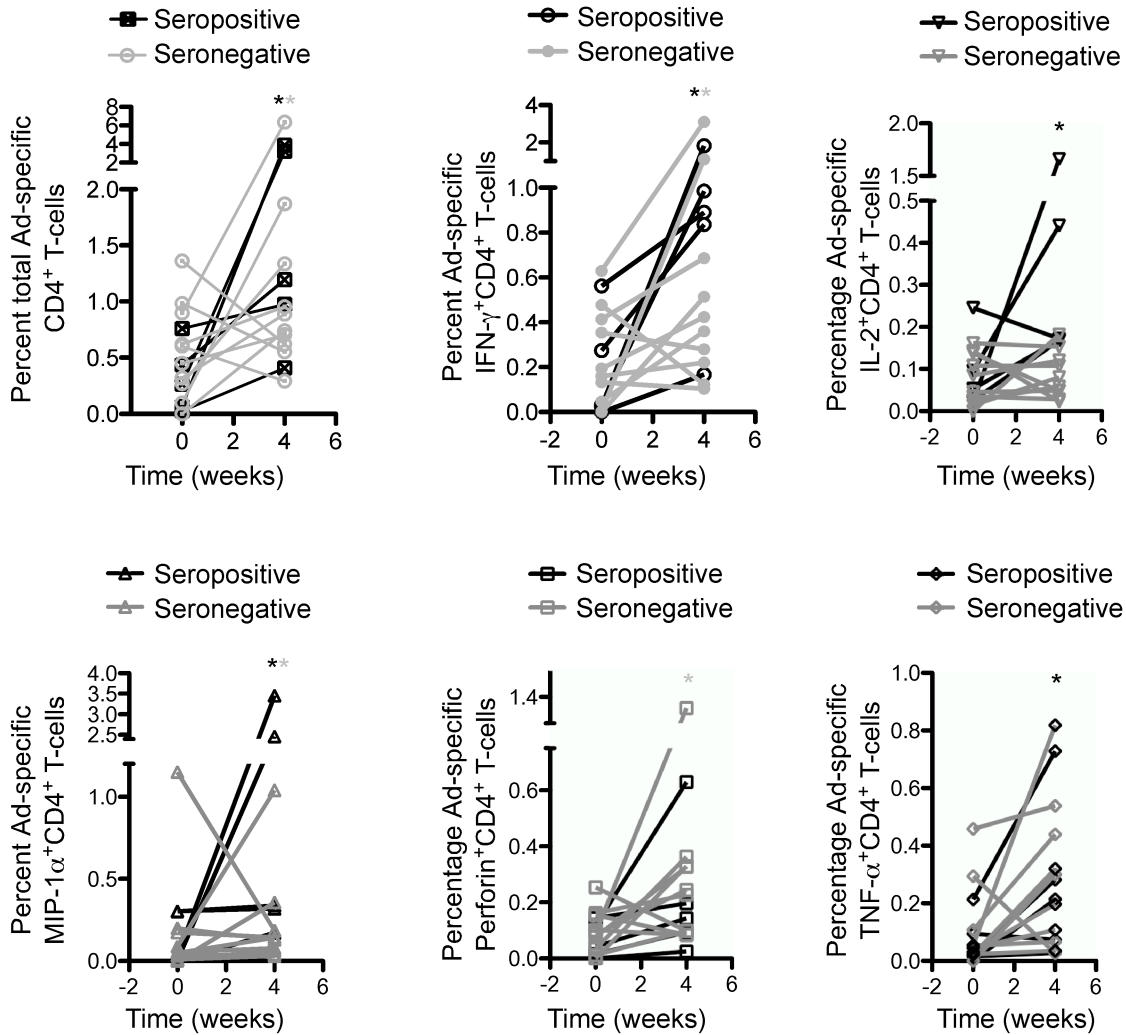 Seropositive
Seronegative
**
Percent total Ad-specific
CD4+ T-cells
8
6
4
2
2.0
1.5
1.0
0.5
0.0
0 2 4 6
Time (weeks)
Seropositive
Seronegative
**
Percent Ad-specific
IFN-γ+CD4+ T-cells
4
2
1.0
0.8
0.6
0.4
0.2
0.0
-2 0 2 4 6
Time (weeks)
Seropositive
Seronegative
*
Percentage Ad-specific
IL-2+CD4+ T-cells
2.0
1.5
0.5
0.4
0.3
0.2
0.1
0.0
-2 0 2 4 6
Time (weeks)
Seropositive
Seronegative
**
Percent Ad-specific
MIP-1α+CD4+ T-cells
4.0
3.5
3.0
2.5
1.0
0.5
0.0
-2 0 2 4 6
Time (weeks)
Seropositive
Seronegative
*
Percentage Ad-specific
Perforin+CD4+ T-cells
1.4
0.6
0.4
0.2
0.0
-2 0 2 4 6
Time (weeks)
Seropositive
Seronegative
*
Percentage Ad-specific
TNF-α+CD4+ T-cells
1.0
0.8
0.6
0.4
0.2
0.0
-2 0 2 4 6
Time (weeks)